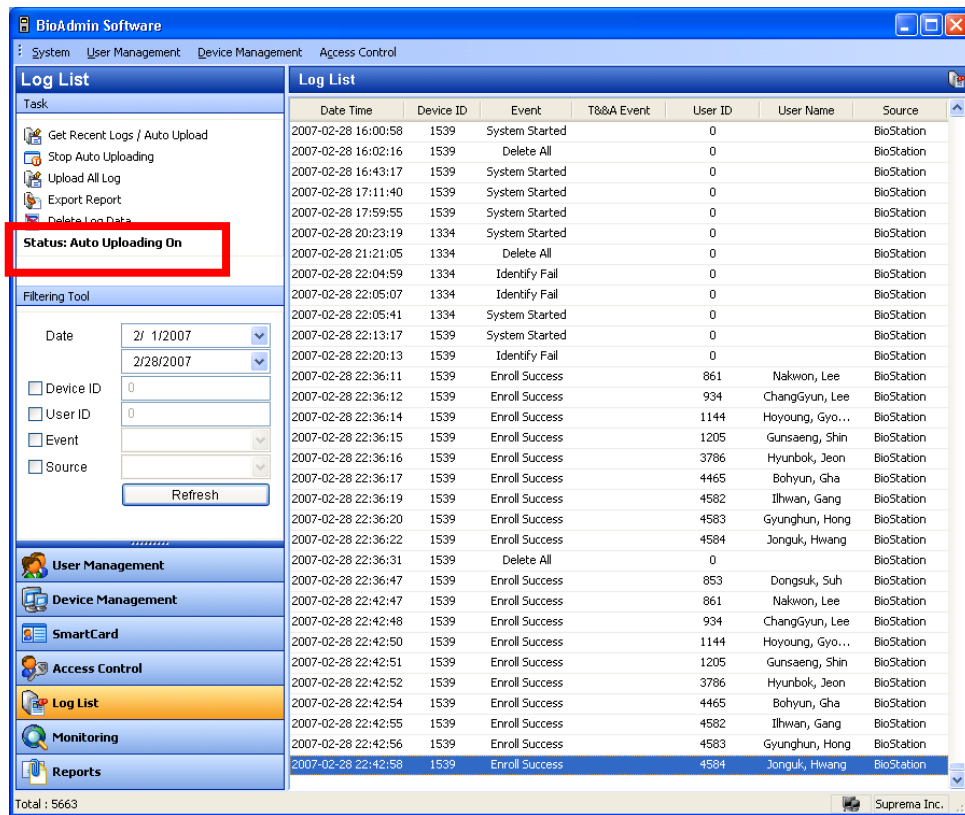 BioAdmin Software
System User Management Device Management Access Control
Log List
Task
Get Recent Logs / Auto Upload
Stop Auto Uploading
Upload All Log
Export Report
Delete Log Data
Status: Auto Uploading On
Filtering Tool
Date 2/ 1/2007
2/28/2007
Device ID 0
User ID 0
Event
Source
Refresh
User Management
Device Management
SmartCard
Access Control
Log List
Monitoring
Reports
Log List
Date Time Device ID Event T&&A Event User ID User Name Source
2007-02-28 16:00:58 1539 System Started 0 BioStation
2007-02-28 16:02:16 1539 Delete All 0 BioStation
2007-02-28 16:43:17 1539 System Started 0 BioStation
2007-02-28 17:11:40 1539 System Started 0 BioStation
2007-02-28 17:59:55 1539 System Started 0 BioStation
2007-02-28 20:23:19 1334 System Started 0 BioStation
2007-02-28 21:21:05 1334 Delete All 0 BioStation
2007-02-28 22:04:59 1334 Identify Fail 0 BioStation
2007-02-28 22:05:07 1334 Identify Fail 0 BioStation
2007-02-28 22:05:41 1334 System Started 0 BioStation
2007-02-28 22:13:17 1539 System Started 0 BioStation
2007-02-28 22:20:13 1539 Identify Fail 0 BioStation
2007-02-28 22:36:11 1539 Enroll Success 861 Nakwon, Lee BioStation
2007-02-28 22:36:12 1539 Enroll Success 934 ChangGyun, Lee BioStation
2007-02-28 22:36:14 1539 Enroll Success 1144 Hoyoung, Gyo... BioStation
2007-02-28 22:36:15 1539 Enroll Success 1205 Gunsaeng, Shin BioStation
2007-02-28 22:36:16 1539 Enroll Success 3786 Hyunbok, Jeon BioStation
2007-02-28 22:36:17 1539 Enroll Success 4465 Bohyun, Gha BioStation
2007-02-28 22:36:19 1539 Enroll Success 4582 Ilhwan, Gang BioStation
2007-02-28 22:36:20 1539 Enroll Success 4583 Gyunghun, Hong BioStation
2007-02-28 22:36:22 1539 Enroll Success 4584 Jonguk, Hwang BioStation
2007-02-28 22:36:31 1539 Delete All 0 BioStation
2007-02-28 22:36:47 1539 Enroll Success 853 Dongsuk, Suh BioStation
2007-02-28 22:42:47 1539 Enroll Success 861 Nakwon, Lee BioStation
2007-02-28 22:42:48 1539 Enroll Success 934 ChangGyun, Lee BioStation
2007-02-28 22:42:50 1539 Enroll Success 1144 Hoyoung, Gyo... BioStation
2007-02-28 22:42:51 1539 Enroll Success 1205 Gunsaeng, Shin BioStation
2007-02-28 22:42:52 1539 Enroll Success 3786 Hyunbok, Jeon BioStation
2007-02-28 22:42:54 1539 Enroll Success 4465 Bohyun, Gha BioStation
2007-02-28 22:42:55 1539 Enroll Success 4582 Ilhwan, Gang BioStation
2007-02-28 22:42:56 1539 Enroll Success 4583 Gyunghun, Hong BioStation
2007-02-28 22:42:58 1539 Enroll Success 4584 Jonguk, Hwang BioStation
Total : 5663 Suprema Inc.